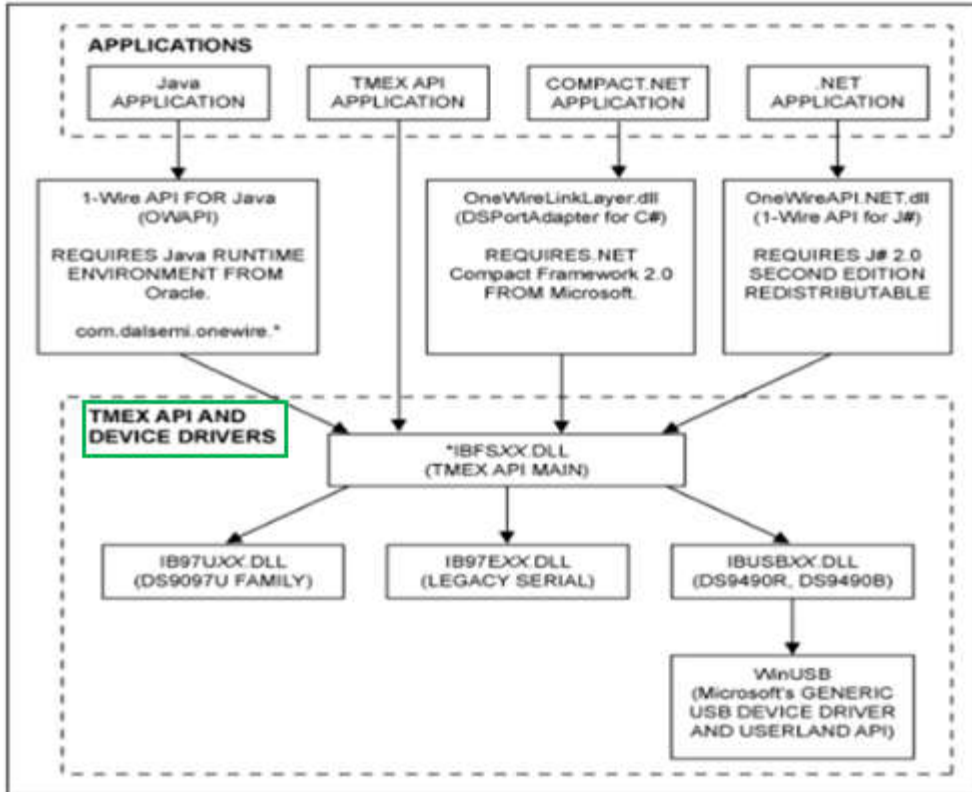 APPLICATIONS
Java
APPLICATION
TMEX API
APPLICATION
COMPACT.NET
APPLICATION
.NET
APPLICATION
1-Wire API FOR Java
(OWAPI)
REQUIRES Java RUNTIME
ENVIRONMENT FROM
Oracle.
com.dalsemi.onewire.*
OneWireLinkLayer.dll
(DSPortAdapter for C#)
REQUIRES.NET
Compact Framework 2.0
FROM Microsoft.
OneWireAPI.NET.dll
(1-Wire API for J#)
REQUIRES J# 2.0
SECOND EDITION
REDISTRIBUTABLE
TMEX API AND
DEVICE DRIVERS
*IBFSXX.DLL
(TMEX API MAIN)
IB97UXX.DLL
(DS9097U FAMILY)
IB97EXX.DLL
(LEGACY SERIAL)
IBUSBXX.DLL
(DS9490R, DS9490B)
WinUSB
(Microsoft's GENERIC
USB DEVICE DRIVER
AND USERLAND API)